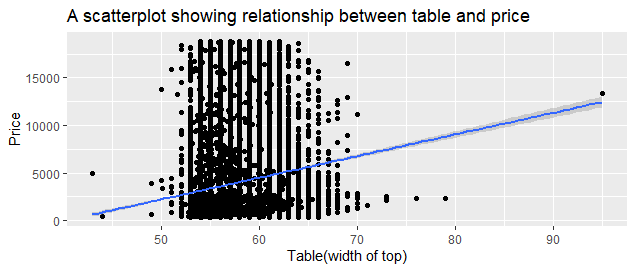 A scatterplot showing relationship between table and price
15000
10000
5000
0
Price
50 60 70 80 90
Table(width of top)